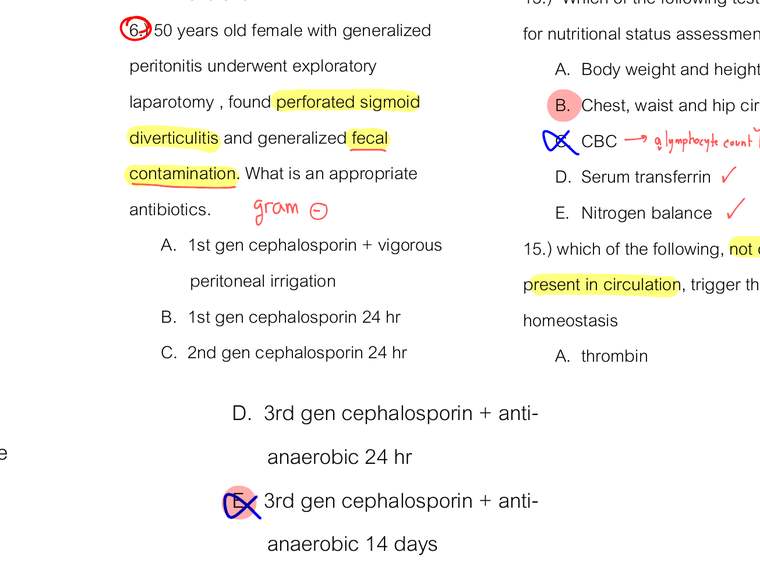 6.) 50 years old female with generalized
peritonitis underwent exploratory
laparotomy , found perforated sigmoid
diverticulitis and generalized fecal
contamination. What is an appropriate
antibiotics. gram ⊖
A. 1st gen cephalosporin + vigorous
peritoneal irrigation
B. 1st gen cephalosporin 24 hr
C. 2nd gen cephalosporin 24 hr
D. 3rd gen cephalosporin + anti-
anaerobic 24 hr
E. 3rd gen cephalosporin + anti-
anaerobic 14 days
e
Which of the following
for nutritional status
A. Body weight and height
B. Chest, waist and hip
CBC → lymphocyte count
D. Serum transferrin ✓
E. Nitrogen balance ✓
15.) which of the following, not
present in circulation, trigger
homeostasis
A. thrombin